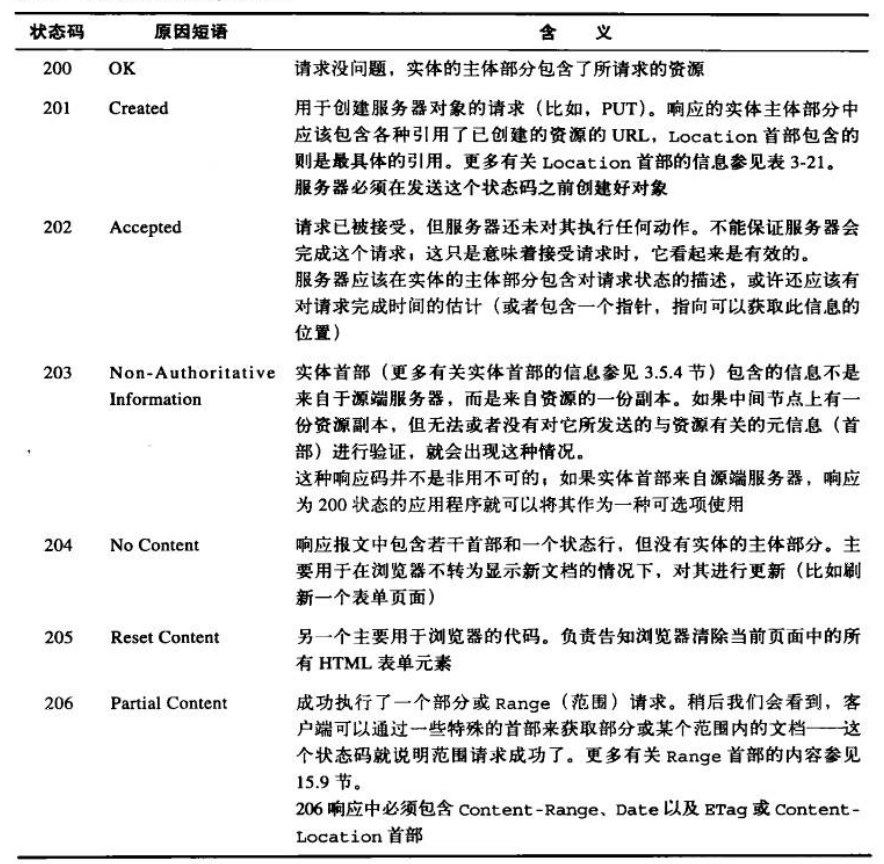 状态码 原因短语 含 义
200 OK 请求没问题，实体的主体部分包含了所请求的资源
201 Created 用于创建服务器对象的请求（比如，PUT）。响应的实体主体部分中
应该包含各种引用了已创建的资源的 URL，Location 首部包含的
则是最具体的引用。更多有关 Location 首部的信息参见表 3-21。
服务器必须在发送这个状态码之前创建好对象
202 Accepted 请求已被接受，但服务器还未对其执行任何动作。不能保证服务器会
完成这个请求；这只是意味着接受请求时，它看起来是有效的。
服务器应该在实体的主体部分包含对请求状态的描述，或许还应该有
对请求完成时间的估计（或者包含一个指针，指向可以获取此信息的
位置）
203 Non-Authoritative 实体首部（更多有关实体首部的信息参见 3.5.4 节）包含的信息不是
Information 来自于源端服务器，而是来自资源的一份副本。如果中间节点上有一
份资源副本，但无法或者没有对它所发送的与资源有关的元信息（首
部）进行验证，就会出现这种情况。
这种响应码并不是非用不可的；如果实体首部来自源端服务器，响应
为 200 状态的应用程序就可以将其作为一种可选项使用
204 No Content 响应报文中包含若干首部和一个状态行，但没有实体的主体部分。主
要用于在浏览器不转为显示新文档的情况下，对其进行更新（比如刷
新一个表单页面）
205 Reset Content 另一个主要用于浏览器的代码。负责告知浏览器清除当前页面中的所
有 HTML 表单元素
206 Partial Content 成功执行了一个部分或 Range（范围）请求。稍后我们会看到，客
户端可以通过一些特殊的首部来获取部分或某个范围内的文档——这
个状态码就说明范围请求成功了。更多有关 Range 首部的内容参见
15.9 节。
206 响应中必须包含 Content-Range、Date 以及 ETag 或 Content-
Location 首部